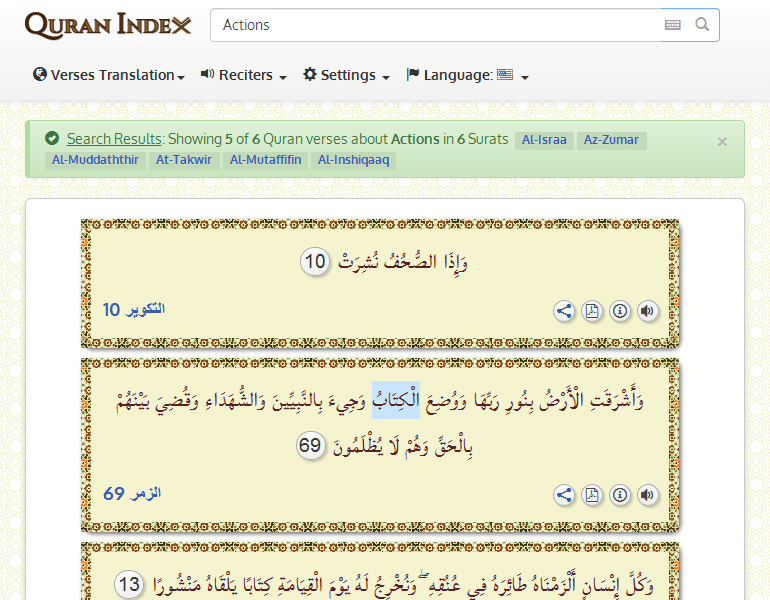 QURAN INDEX
Actions
Verses Translation Reciters Settings Language:
Search Results: Showing 5 of 6 Quran verses about Actions in 6 Surats Al-Israa Az-Zumar ×
Al-Muddaththir At-Takwir Al-Mutaffifin Al-Inshiqaaq
وَإِذَا الصُّحُفُ نُشِرَتْ 10
التكوير 10
وَأَشْرَقَتِ الْأَرْضُ بِنُورِ رَبِّهَا وَوُضِعَ الْكِتَابُ وَجِيءَ بِالنَّبِيِّينَ وَالشُّهَدَاءِ وَقُضِيَ بَيْنَهُمْ
بِالْحَقِّ وَهُمْ لَا يُظْلَمُونَ 69
الزمر 69
وَكُلَّ إِنْسَانٍ أَلْزَمْنَاهُ طَائِرَهُ فِي عُنُقِهِ ۖ وَنُخْرِجُ لَهُ يَوْمَ الْقِيَامَةِ كِتَابًا يَلْقَاهُ مَنْشُورًا 13